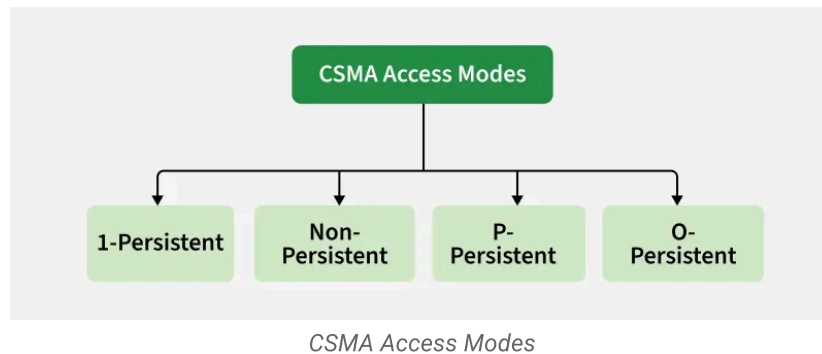 CSMA Access Modes
1-Persistent
Non-
Persistent
P-
Persistent
O-
Persistent
CSMA Access Modes